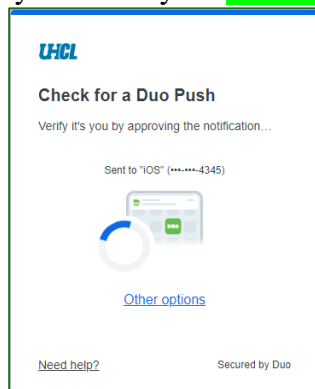 UHCL
Check for a Duo Push
Verify it's you by approving the notification...
Sent to "iOS" (•••-•••-4345)
DUO
Other options
Need help?
Secured by Duo